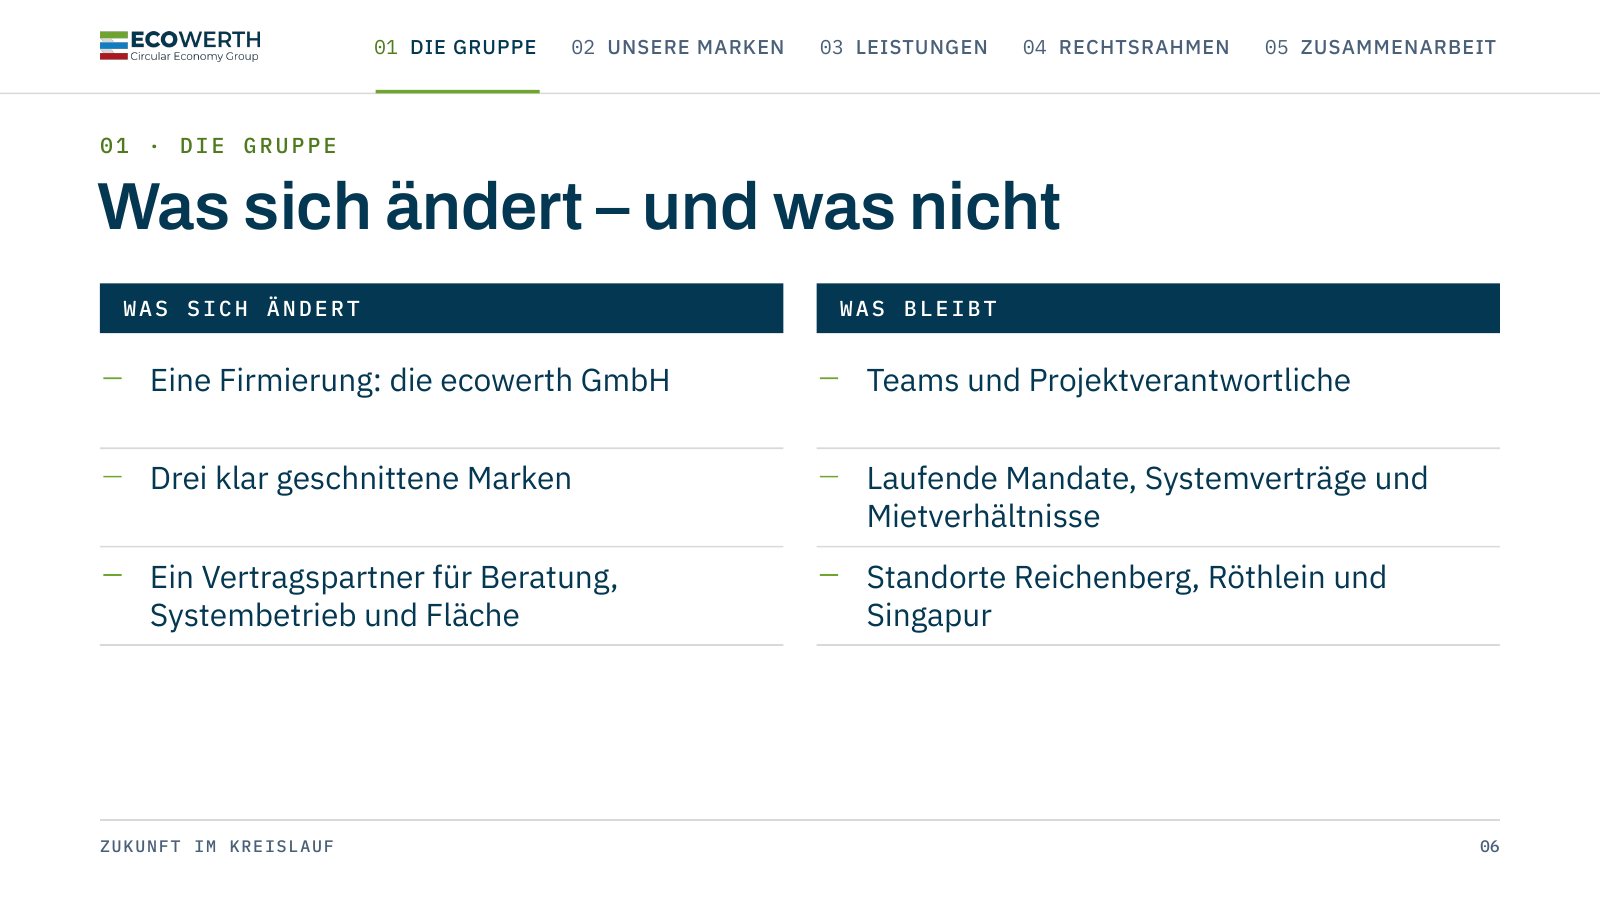 ECOWERTH
Circular Economy Group
01 DIE GRUPPE
02 UNSERE MARKEN
03 LEISTUNGEN
04 RECHTSRAHMEN
05 ZUSAMMENARBEIT
01 · DIE GRUPPE
Was sich ändert – und was nicht
WAS SICH ÄNDERT
— Eine Firmierung: die ecowerth GmbH
— Drei klar geschnittene Marken
— Ein Vertragspartner für Beratung,
Systembetrieb und Fläche
WAS BLEIBT
— Teams und Projektverantwortliche
— Laufende Mandate, Systemverträge und
Mietverhältnisse
— Standorte Reichenberg, Röthlein und
Singapur
ZUKUNFT IM KREISLAUF
06